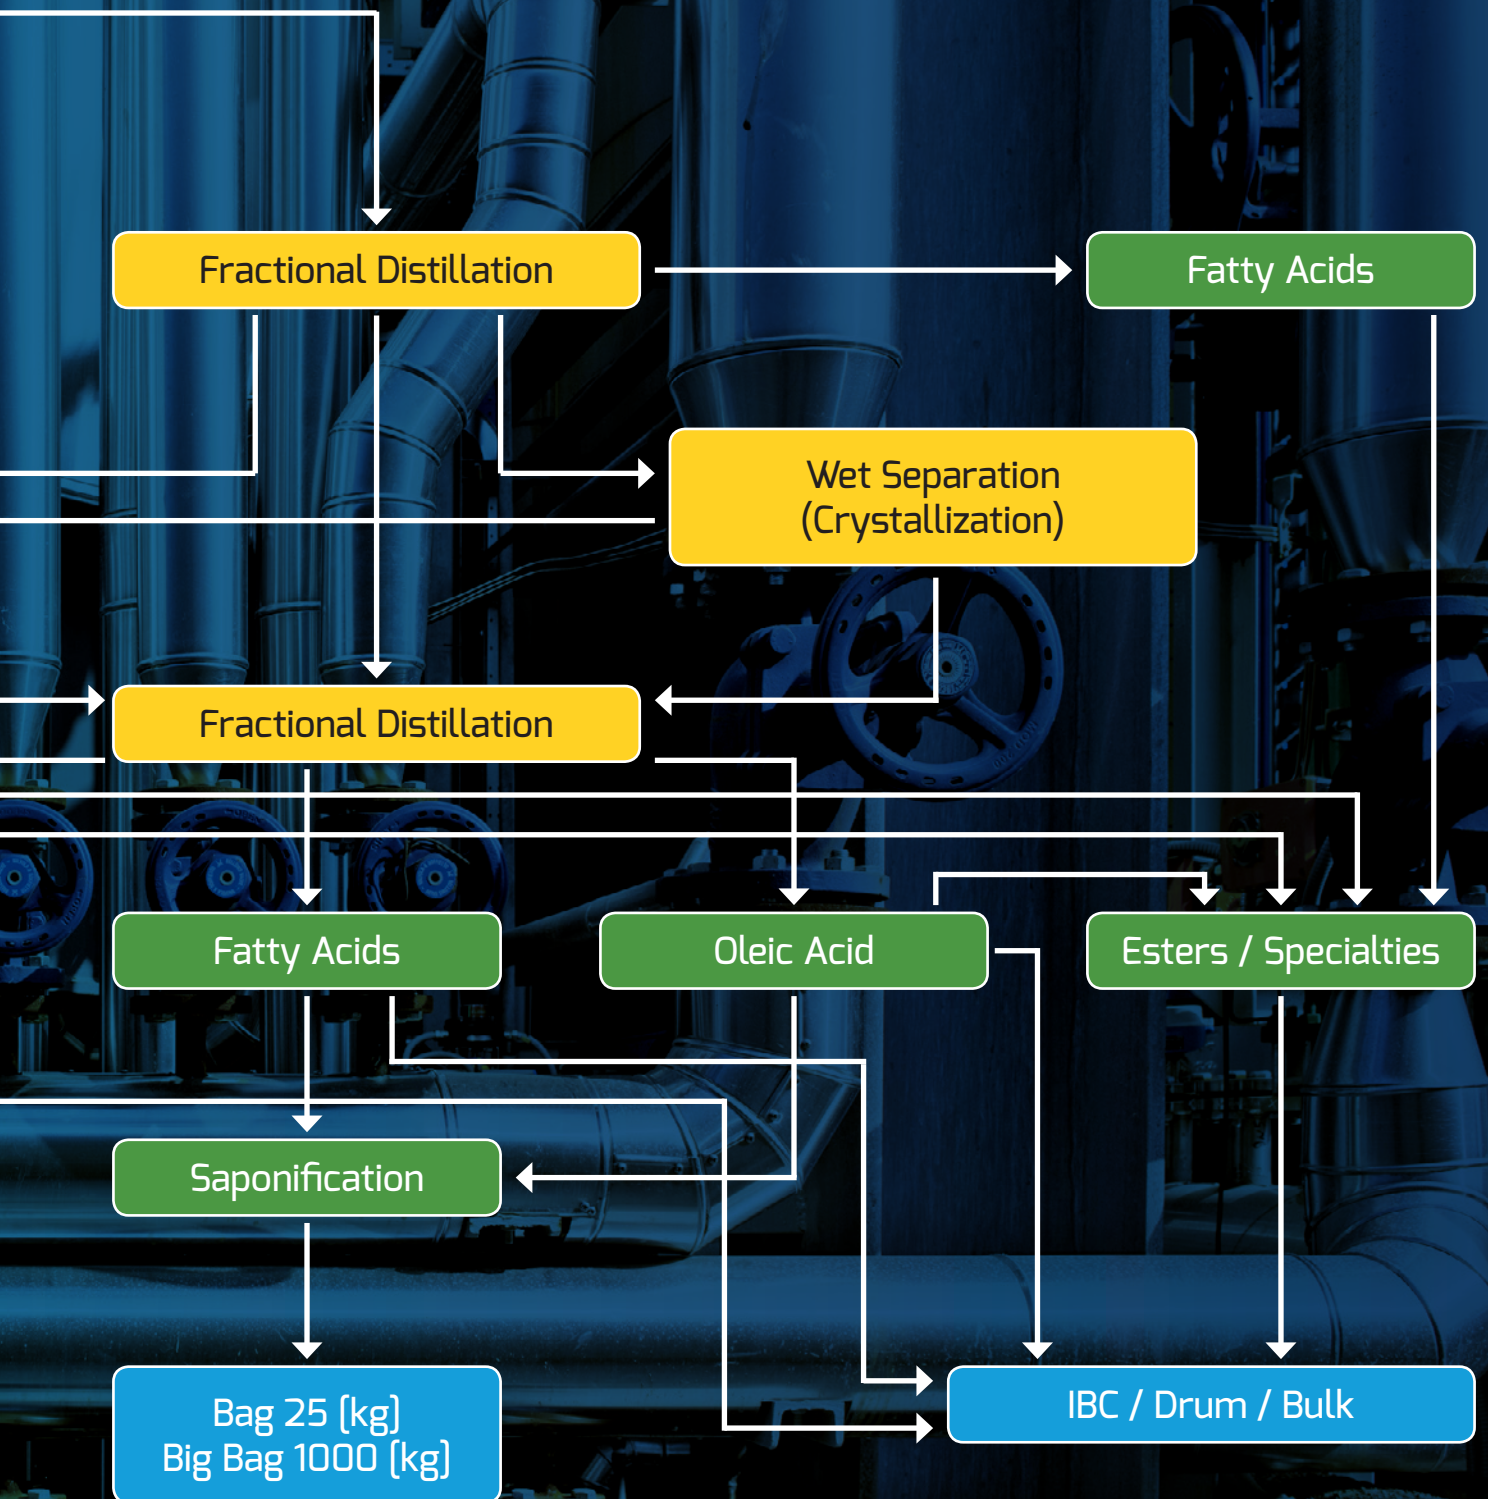 Fractional Distillation
Fatty Acids
Wet Separation
(Crystallization)
Fractional Distillation
Fatty Acids
Oleic Acid
Esters / Specialties
Saponification
Bag 25 [kg]
Big Bag 1000 [kg]
IBC / Drum / Bulk